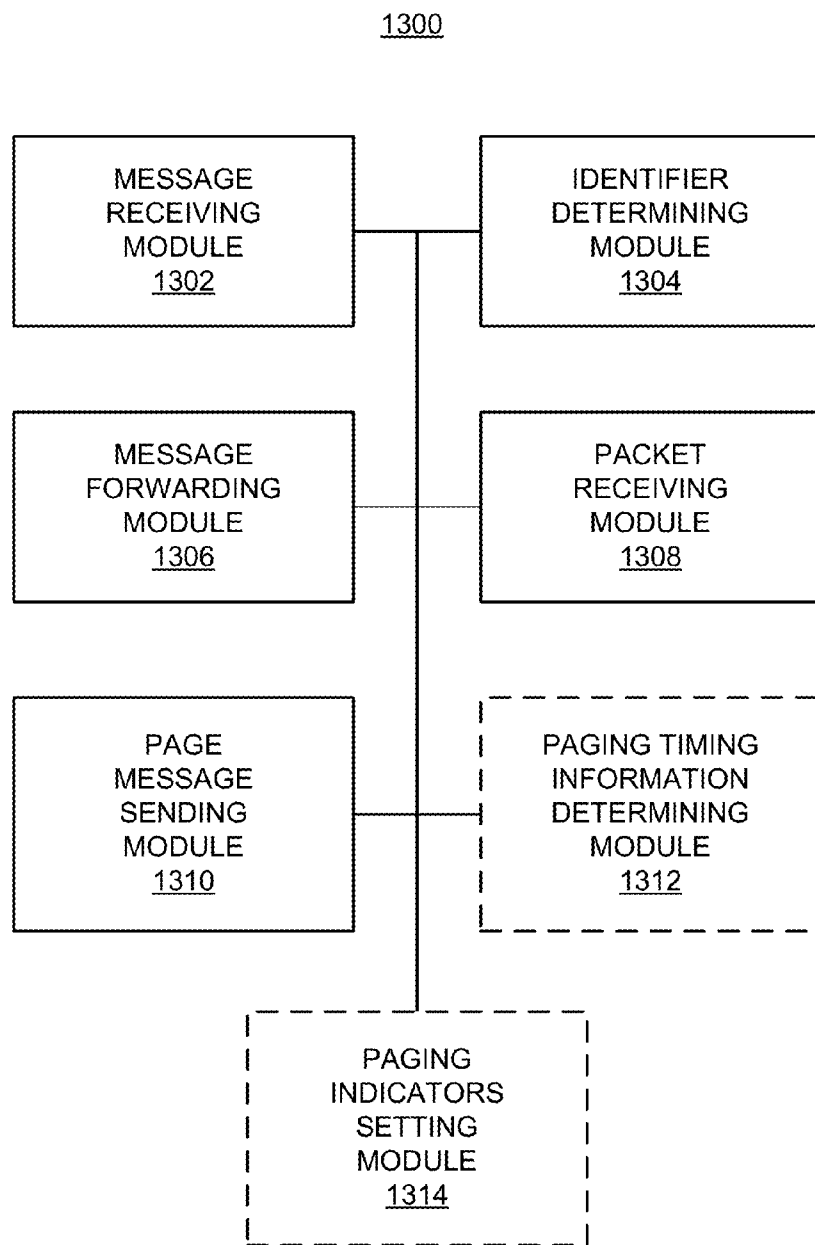 1300
MESSAGE
RECEIVING
MODULE
1302
IDENTIFIER
DETERMINING
MODULE
1304
MESSAGE
FORWARDING
MODULE
1306
PACKET
RECEIVING
MODULE
1308
PAGE
MESSAGE
SENDING
MODULE
1310
PAGING TIMING
INFORMATION
DETERMINING
MODULE
1312
PAGING
INDICATORS
SETTING
MODULE
1314